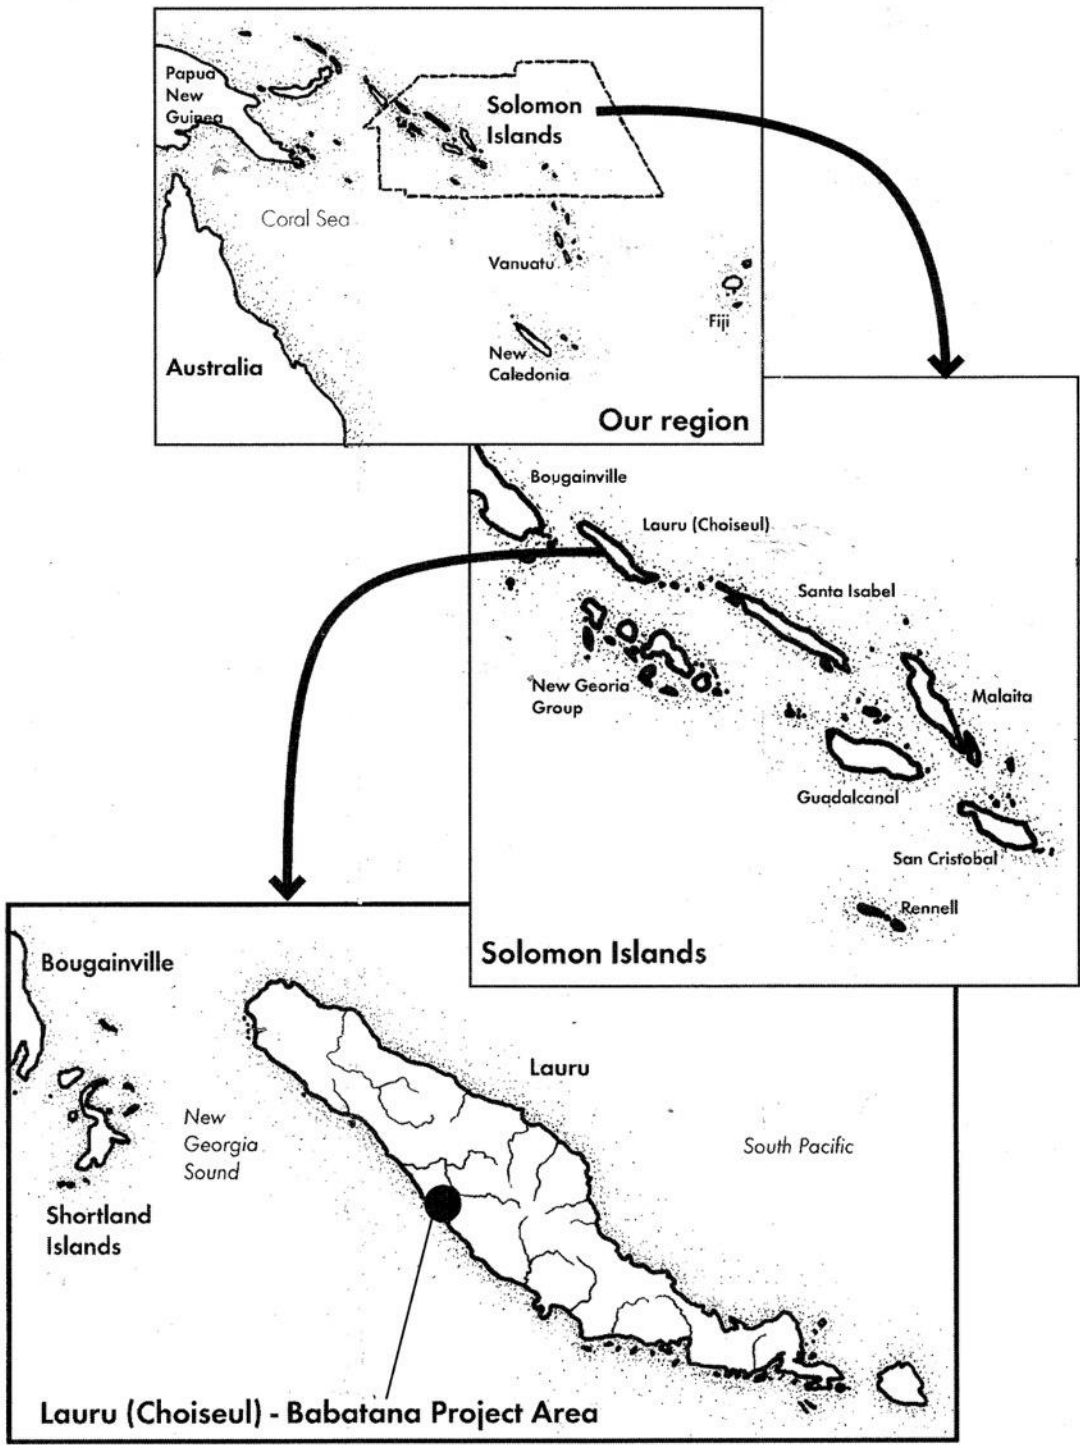 Papua
New
Guinea
Solomon
Islands
Coral Sea
Vanuatu
Fiji
New
Caledonia
Australia
Our region
Bougainville
Lauru (Choiseul)
Santa Isabel
New Georia
Group
Malaita
Guadalcanal
San Cristobal
Rennell
Solomon Islands
Bougainville
Lauru
New
Georgia
Sound
South Pacific
Shortland
Islands
Lauru (Choiseul) - Babatana Project Area